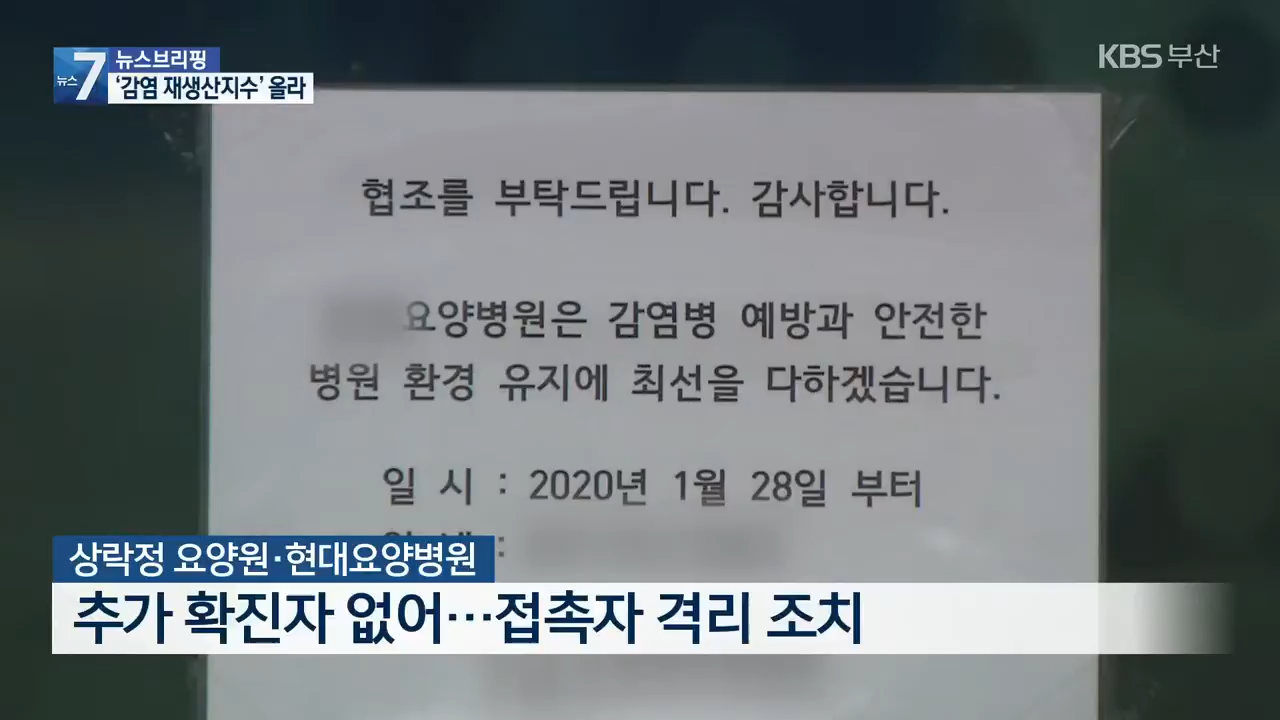 뉴스7
뉴스브리핑
‘감염 재생산지수’ 올라
KBS 부산
협조를 부탁드립니다. 감사합니다.
요양병원은 감염병 예방과 안전한
병원 환경 유지에 최선을 다하겠습니다.
일 시 : 2020년 1월 28일 부터
상락정 요양원·현대요양병원
추가 확진자 없어…접촉자 격리 조치